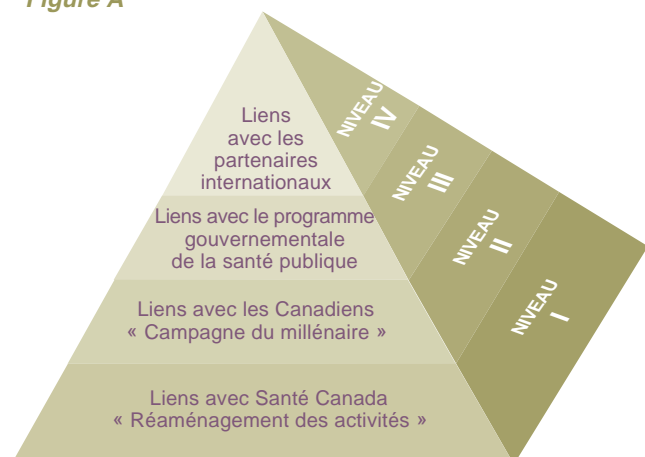 Figure A
Liens
avec les
partenaires
internationaux
NIVEAU
IV
Liens avec le programme
gouvernementale
de la santé publique
NIVEAU
III
Liens avec les Canadiens
« Campagne du millénaire »
NIVEAU
II
Liens avec Santé Canada
« Réaménagement des activités »
NIVEAU
I